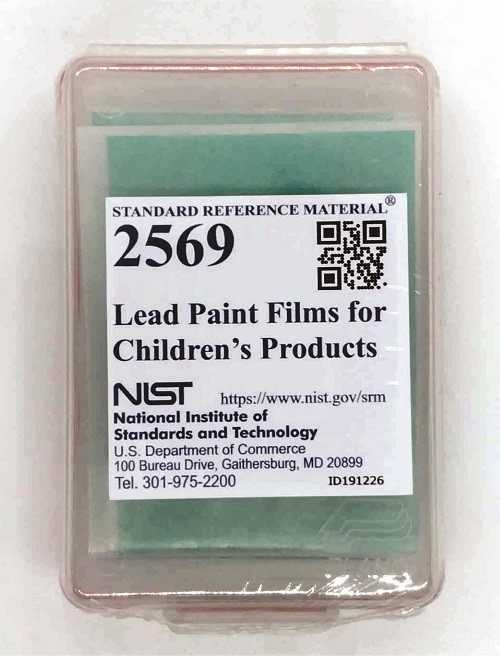 STANDARD REFERENCE MATERIAL®
2569
Lead Paint Films for
Children's Products
NIST https://www.nist.gov/srm
National Institute of
Standards and Technology
U.S. Department of Commerce
100 Bureau Drive, Gaithersburg, MD 20899
Tel. 301-975-2200 ID191226